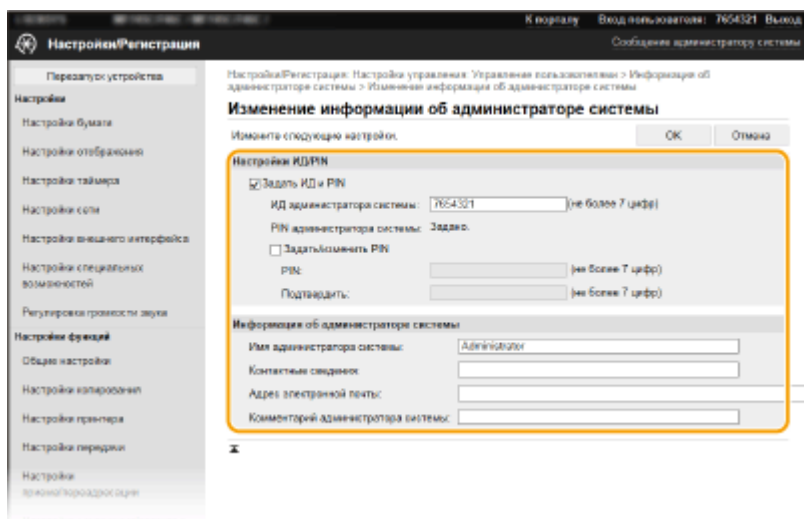 К порталу Вход пользователя: 7654321 Выход
Настройки/Регистрация
Сообщение администратору системы
Перезапуск устройства
Настройки
Настройки бумаги
Настройки отображения
Настройки таймера
Настройки сети
Настройки внешнего интерфейса
Настройки специальных
возможностей
Регулировка громкости звука
Настройки функций
Общие настройки
Настройки копирования
Настройки принтера
Настройки передачи
Настройки
приема/переадресации
Настройки/Регистрация: Настройки управления: Управление пользователями > Информация об
администраторе системы > Изменение информации об администраторе системы
Изменение информации об администраторе системы
Измените следующие настройки.
OK Отмена
Настройки ИД/PIN
Задать ИД и PIN
ИД администратора системы: 7654321 (не более 7 цифр)
PIN администратора системы: Задано.
Задать/изменить PIN
PIN: (не более 7 цифр)
Подтвердить: (не более 7 цифр)
Информация об администраторе системы
Имя администратора системы: Administrator
Контактные сведения:
Адрес электронной почты:
Комментарий администратора системы: